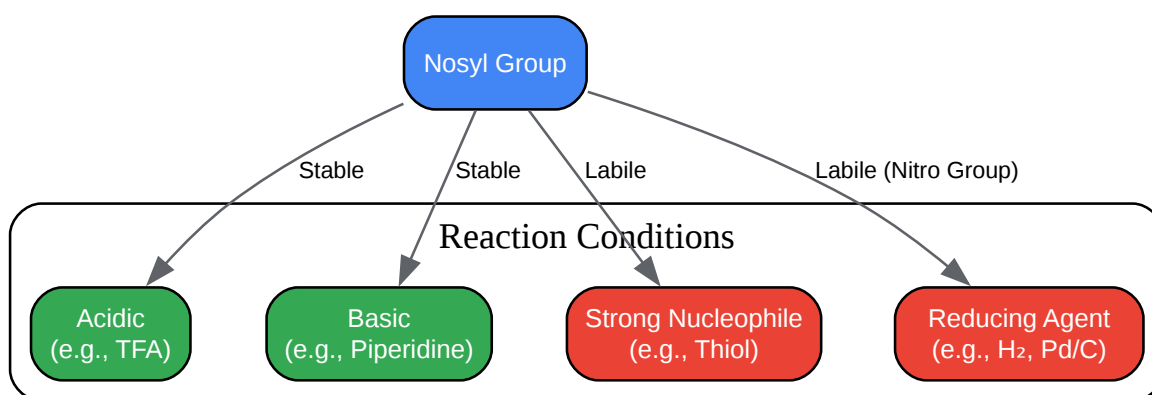 Nosyl Group
Stable
Stable
Labile
Labile (Nitro Group)
Reaction Conditions
Acidic
(e.g., TFA)
Basic
(e.g., Piperidine)
Strong Nucleophile
(e.g., Thiol)
Reducing Agent
(e.g., H₂, Pd/C)